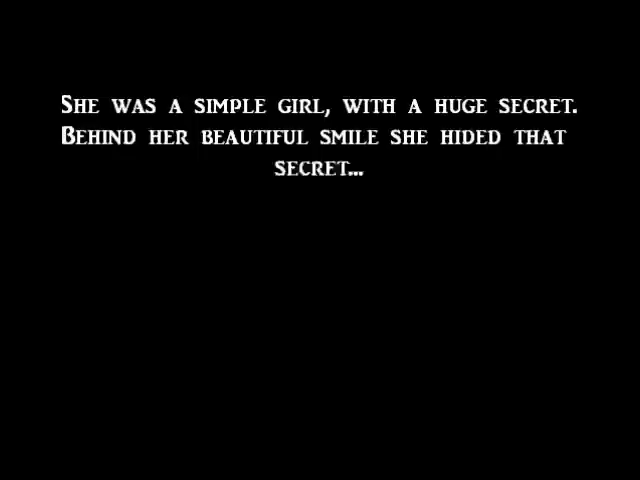 She was a simple girl, with a huge secret.
Behind her beautiful smile she hided that
secret...